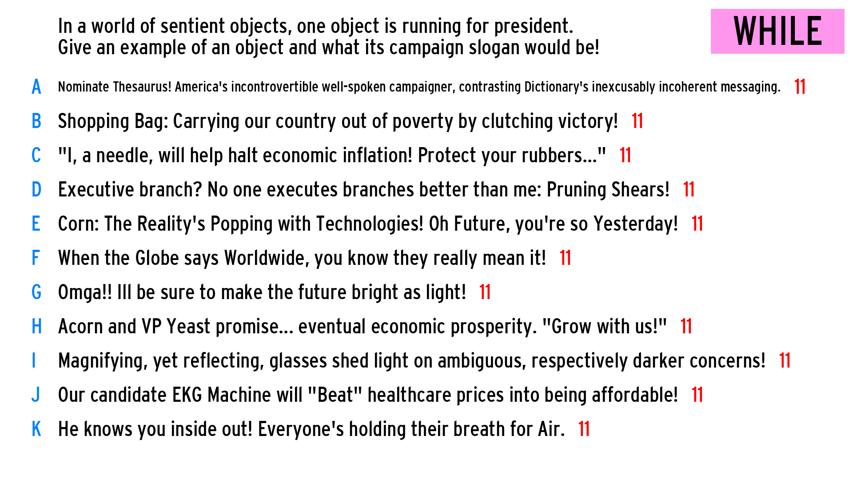 In a world of sentient objects, one object is running for president.
Give an example of an object and what its campaign slogan would be!
WHILE
A Nominate Thesaurus! America's incontrovertible well-spoken campaigner, contrasting Dictionary's inexcusably incoherent messaging. 11
B Shopping Bag: Carrying our country out of poverty by clutching victory! 11
C "I, a needle, will help halt economic inflation! Protect your rubbers..." 11
D Executive branch? No one executes branches better than me: Pruning Shears! 11
E Corn: The Reality's Popping with Technologies! Oh Future, you're so Yesterday! 11
F When the Globe says Worldwide, you know they really mean it! 11
G Omga!! Ill be sure to make the future bright as light! 11
H Acorn and VP Yeast promise... eventual economic prosperity. "Grow with us!" 11
I Magnifying, yet reflecting, glasses shed light on ambiguous, respectively darker concerns! 11
J Our candidate EKG Machine will "Beat" healthcare prices into being affordable! 11
K He knows you inside out! Everyone's holding their breath for Air. 11